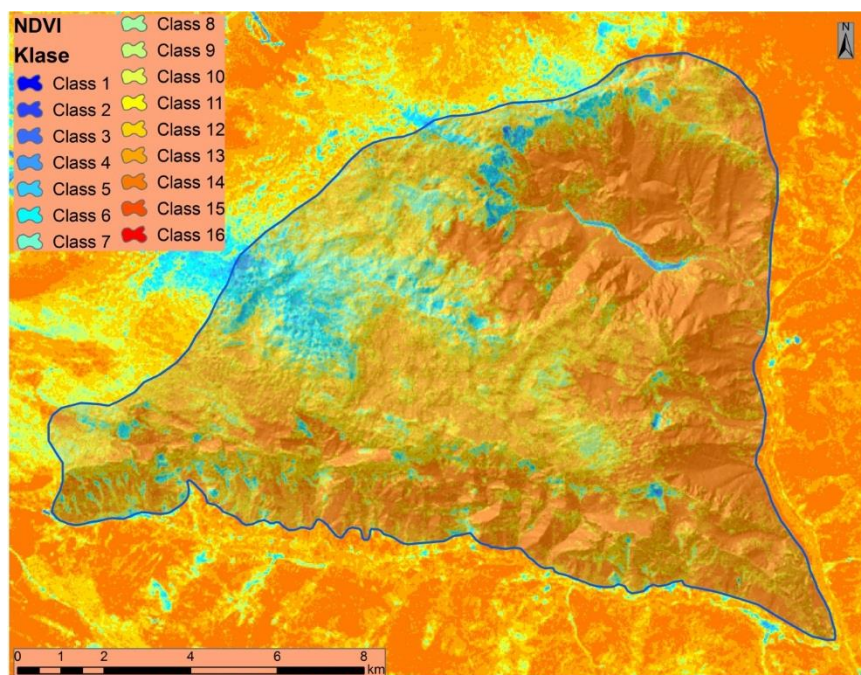 NDVI
Klase
Class 1
Class 2
Class 3
Class 4
Class 5
Class 6
Class 7
Class 8
Class 9
Class 10
Class 11
Class 12
Class 13
Class 14
Class 15
Class 16
N
0 1 2 4 6 8
km